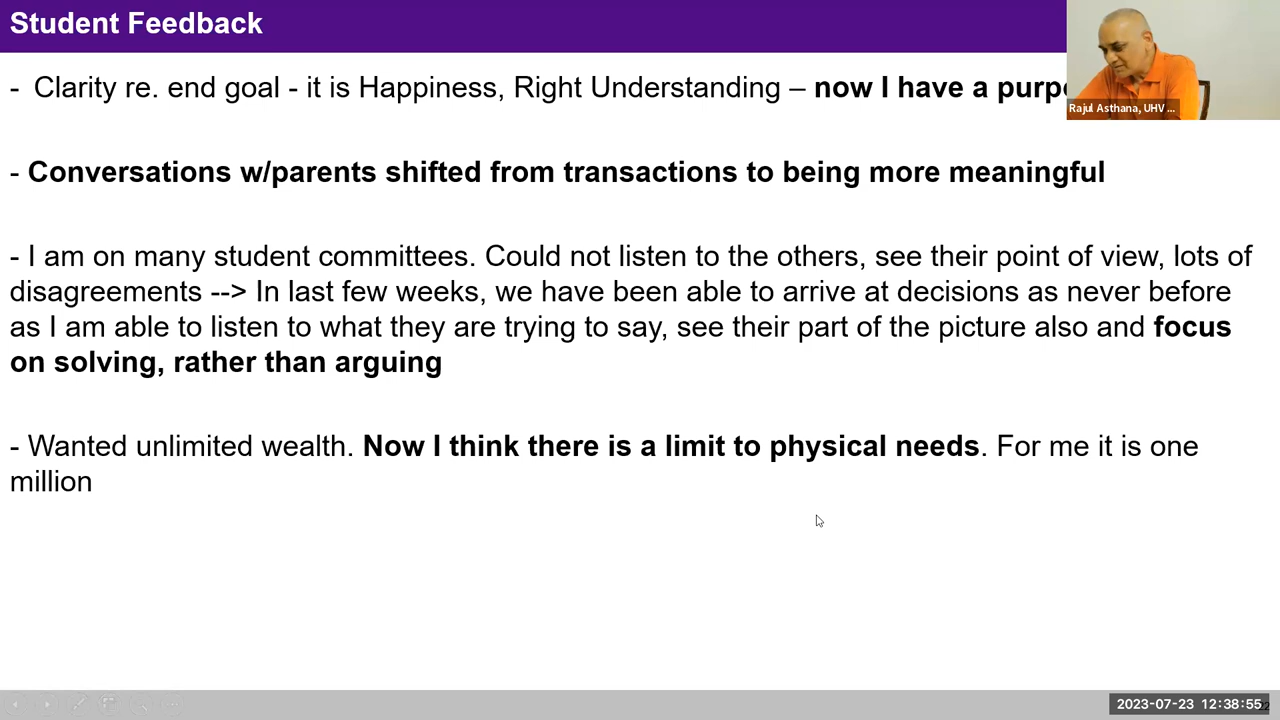 Student Feedback
- Clarity re. end goal - it is Happiness, Right Understanding – now I have a
Rajul Asthana, UHV ...
- Conversations w/parents shifted from transactions to being more meaningful
- I am on many student committees. Could not listen to the others, see their point of view, lots of
disagreements --> In last few weeks, we have been able to arrive at decisions as never before
as I am able to listen to what they are trying to say, see their part of the picture also and focus
on solving, rather than arguing
- Wanted unlimited wealth. Now I think there is a limit to physical needs. For me it is one
million
2023-07-23 12:38:55